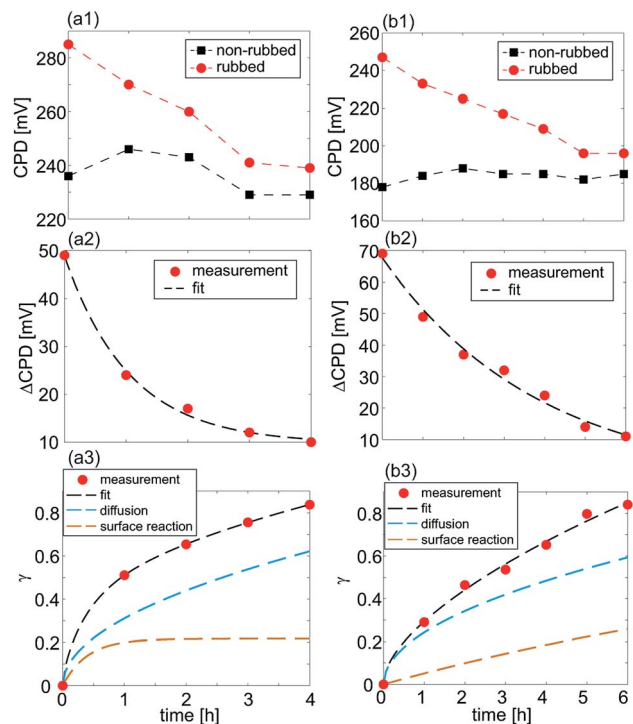 (a1)
280
260
240
220
CPD [mV]
non-rubbed
rubbed
(b1)
260
240
220
200
180
160
CPD [mV]
non-rubbed
rubbed
(a2)
50
40
30
20
10
ΔCPD [mV]
measurement
fit
(b2)
70
60
50
40
30
20
10
ΔCPD [mV]
measurement
fit
(a3)
measurement
fit
diffusion
surface reaction
0.8
0.6
0.4
0.2
0
γ
0 1 2 3 4
time [h]
(b3)
measurement
fit
diffusion
surface reaction
0.8
0.6
0.4
0.2
0
γ
0 1 2 3 4 5 6
time [h]